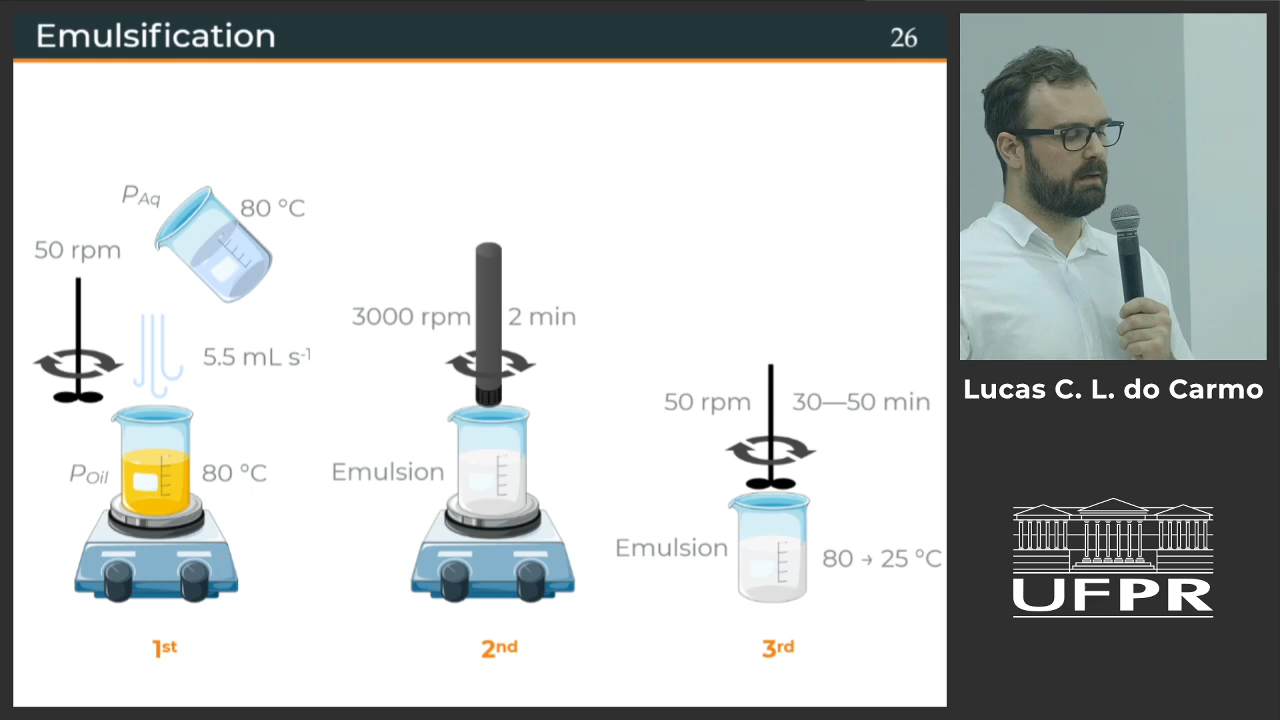 Emulsification
26
P_Aq
80 °C
50 rpm
5.5 mL s⁻¹
P_Oil
80 °C
1st
3000 rpm
2 min
Emulsion
2nd
50 rpm
30—50 min
Emulsion
80 → 25 °C
3rd
Lucas C. L. do Carmo
UFPR